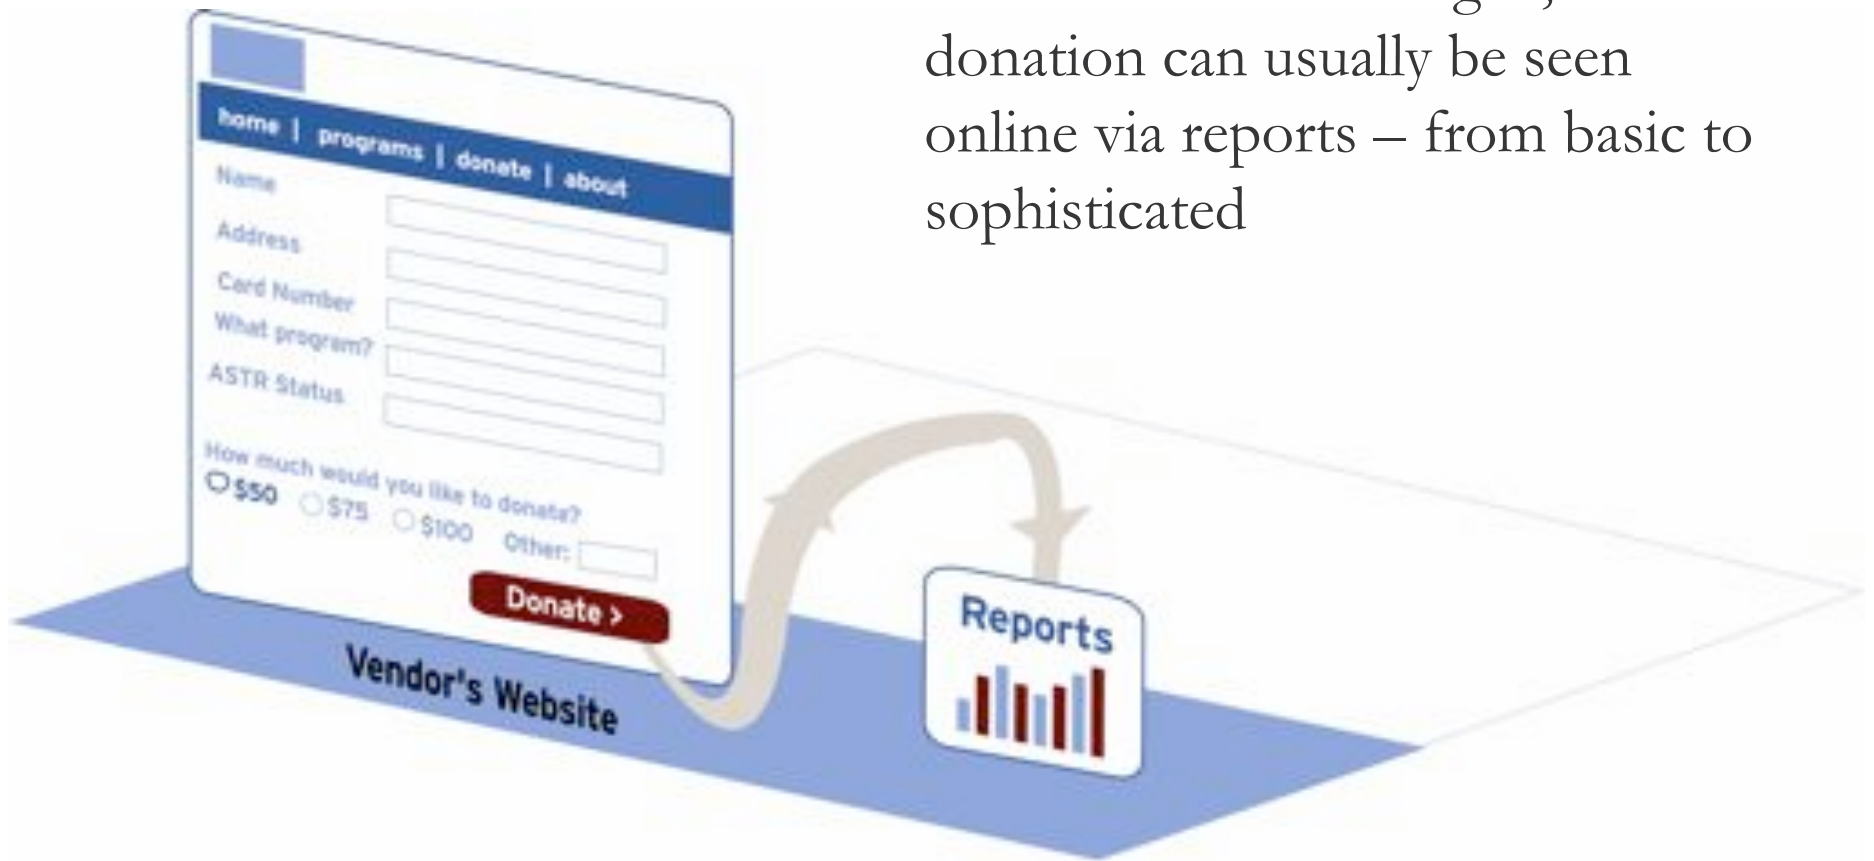 donation can usually be seen
online via reports – from basic to
sophisticated
home | programs | donate | about
Name
Address
Card Number
What program?
ASTR Status
How much would you like to donate?
$50 $75 $100 Other:
Donate >
Vendor's Website
Reports